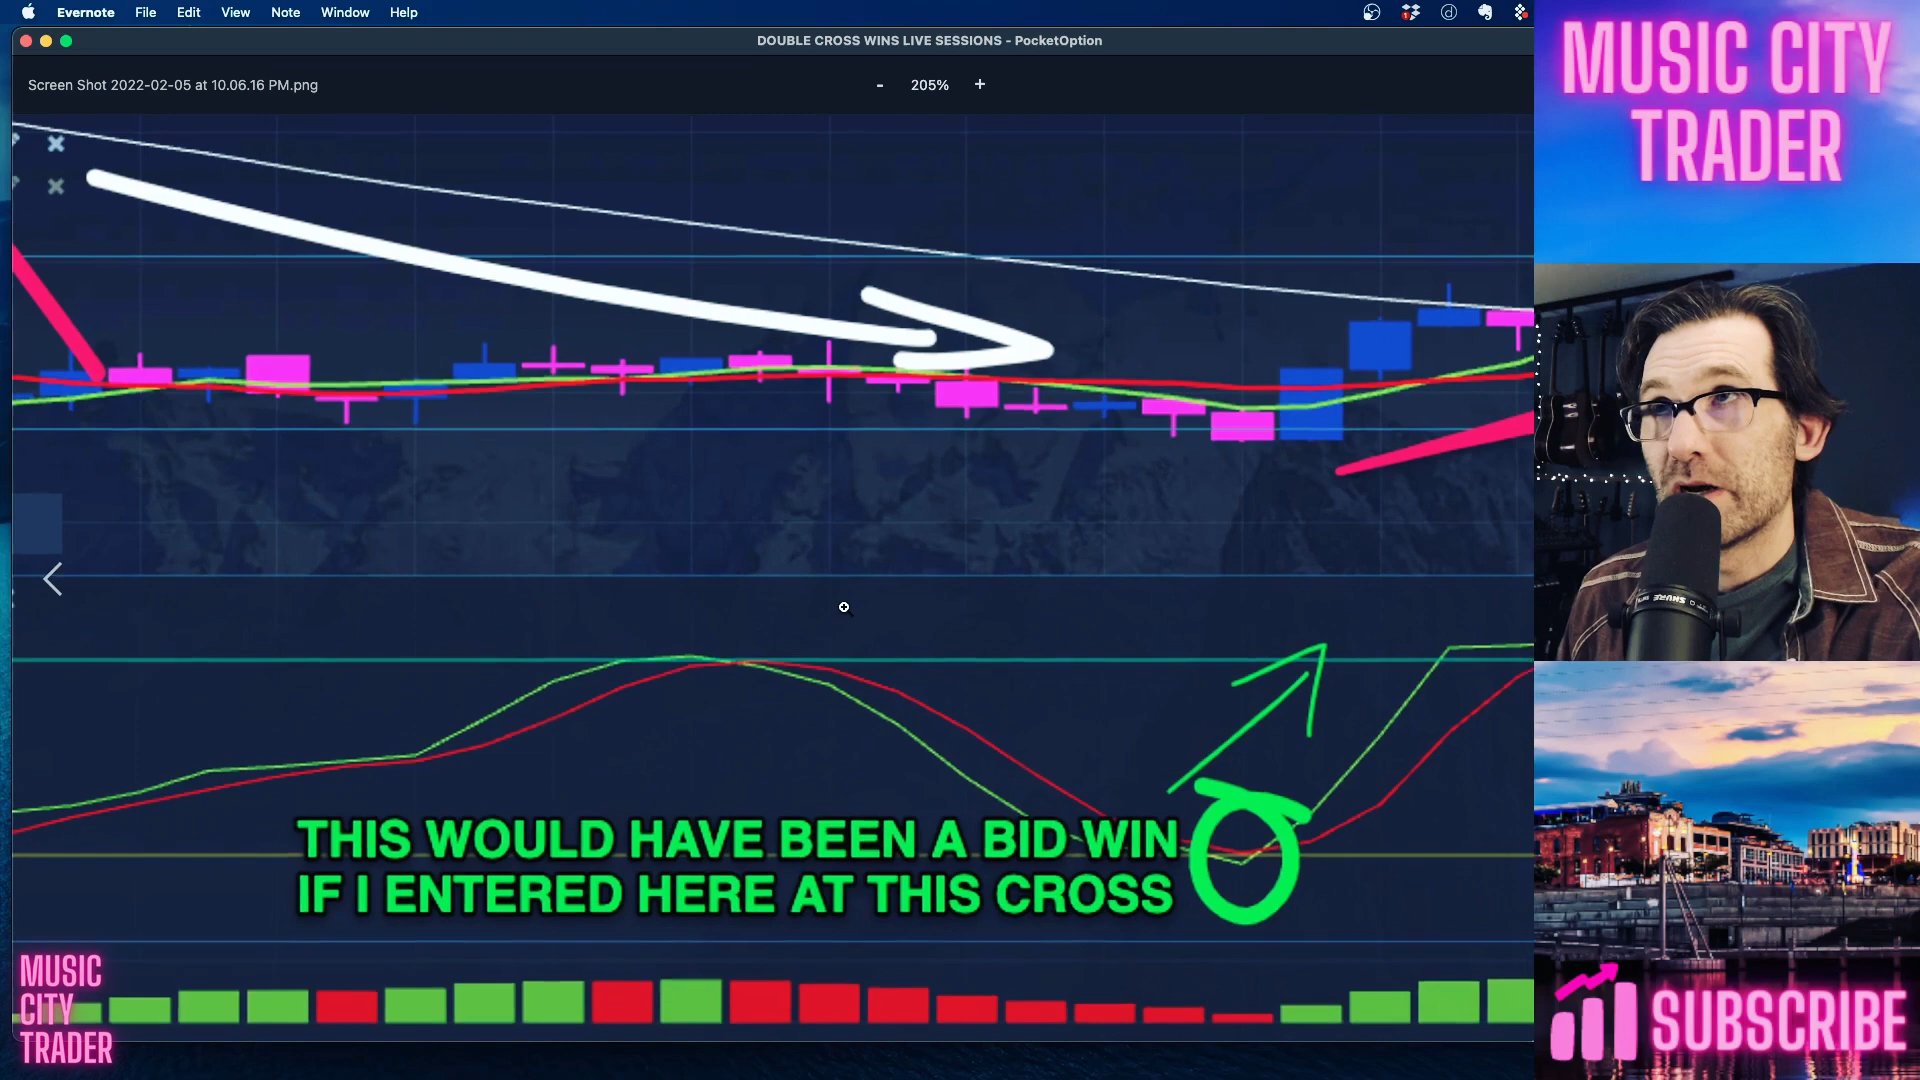 Evernote File Edit View Note Window Help
DOUBLE CROSS WINS LIVE SESSIONS - PocketOption
Screen Shot 2022-02-05 at 10.06.16 PM.png
- 205% +
MUSIC CITY
TRADER
THIS WOULD HAVE BEEN A BID WIN
IF I ENTERED HERE AT THIS CROSS
SHURE
MUSIC
CITY
TRADER
SUBSCRIBE